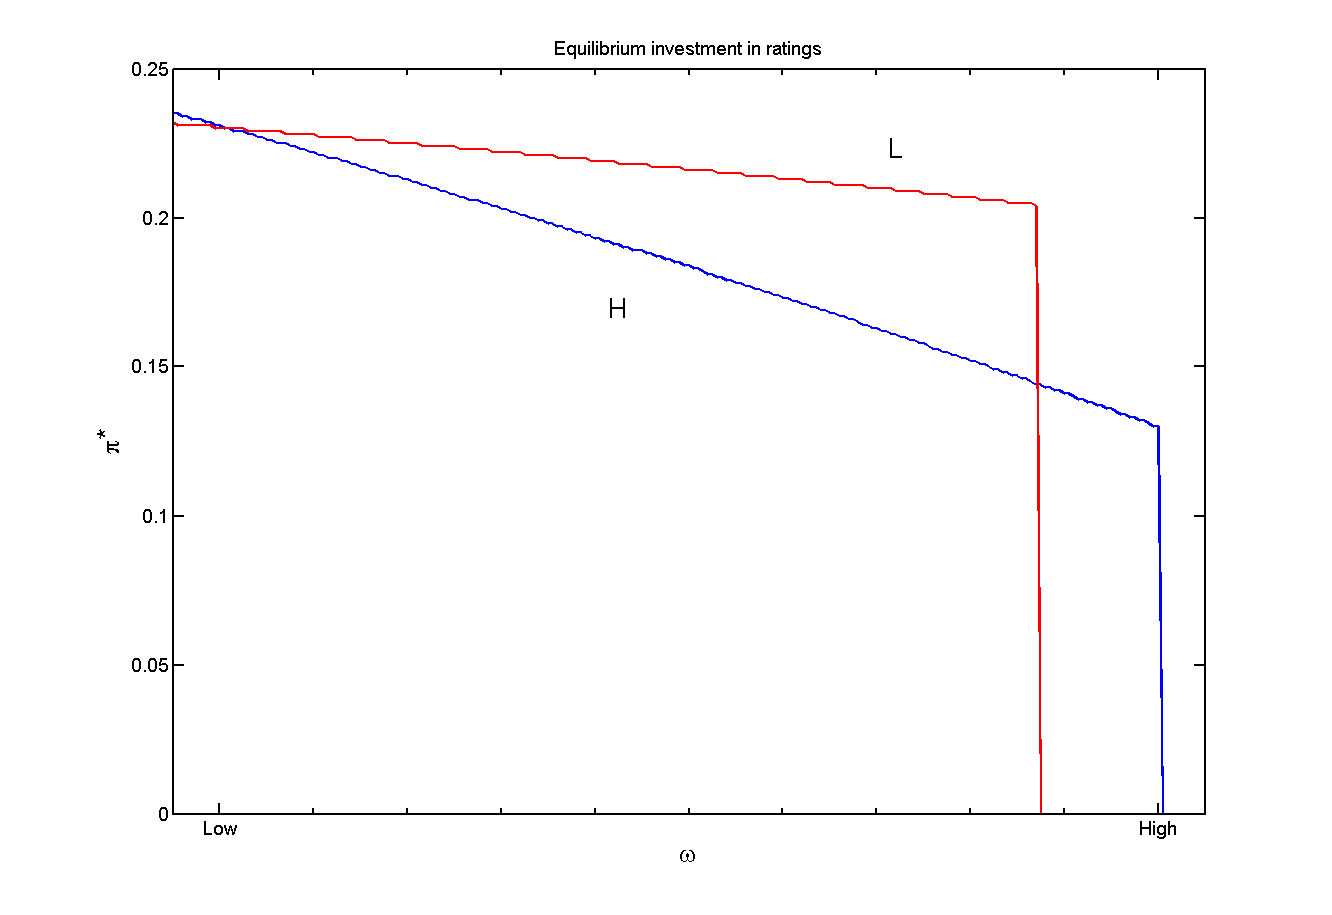 Equilibrium investment in ratings
0.25
0.2
0.15
0.1
0.05
0
π*
L
H
Low
High
ω